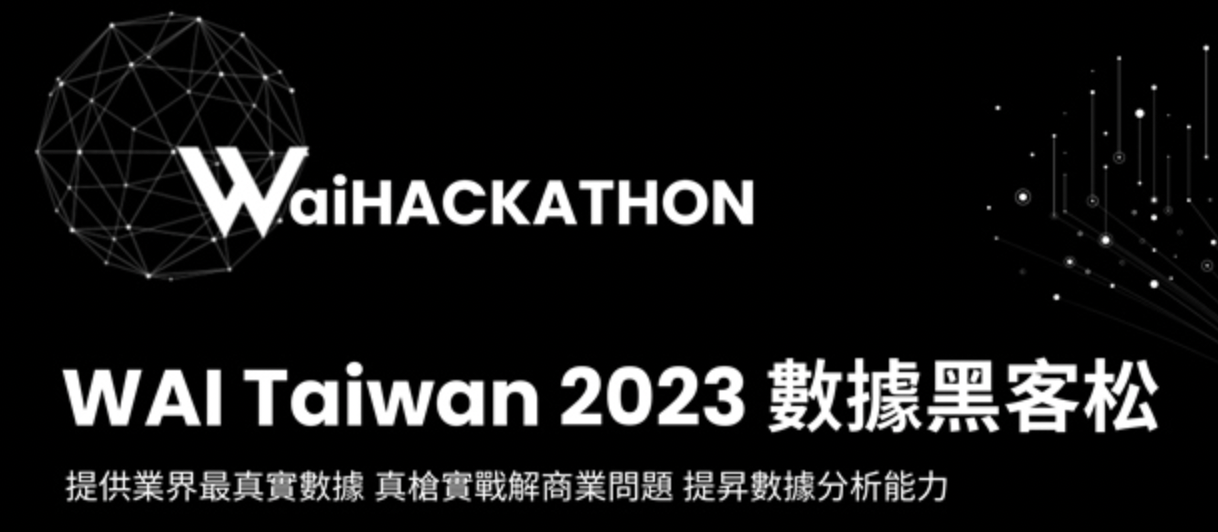 WaiHACKATHON
WAI Taiwan 2023 數據黑客松
提供業界最真實數據 真槍實戰解商業問題 提昇數據分析能力